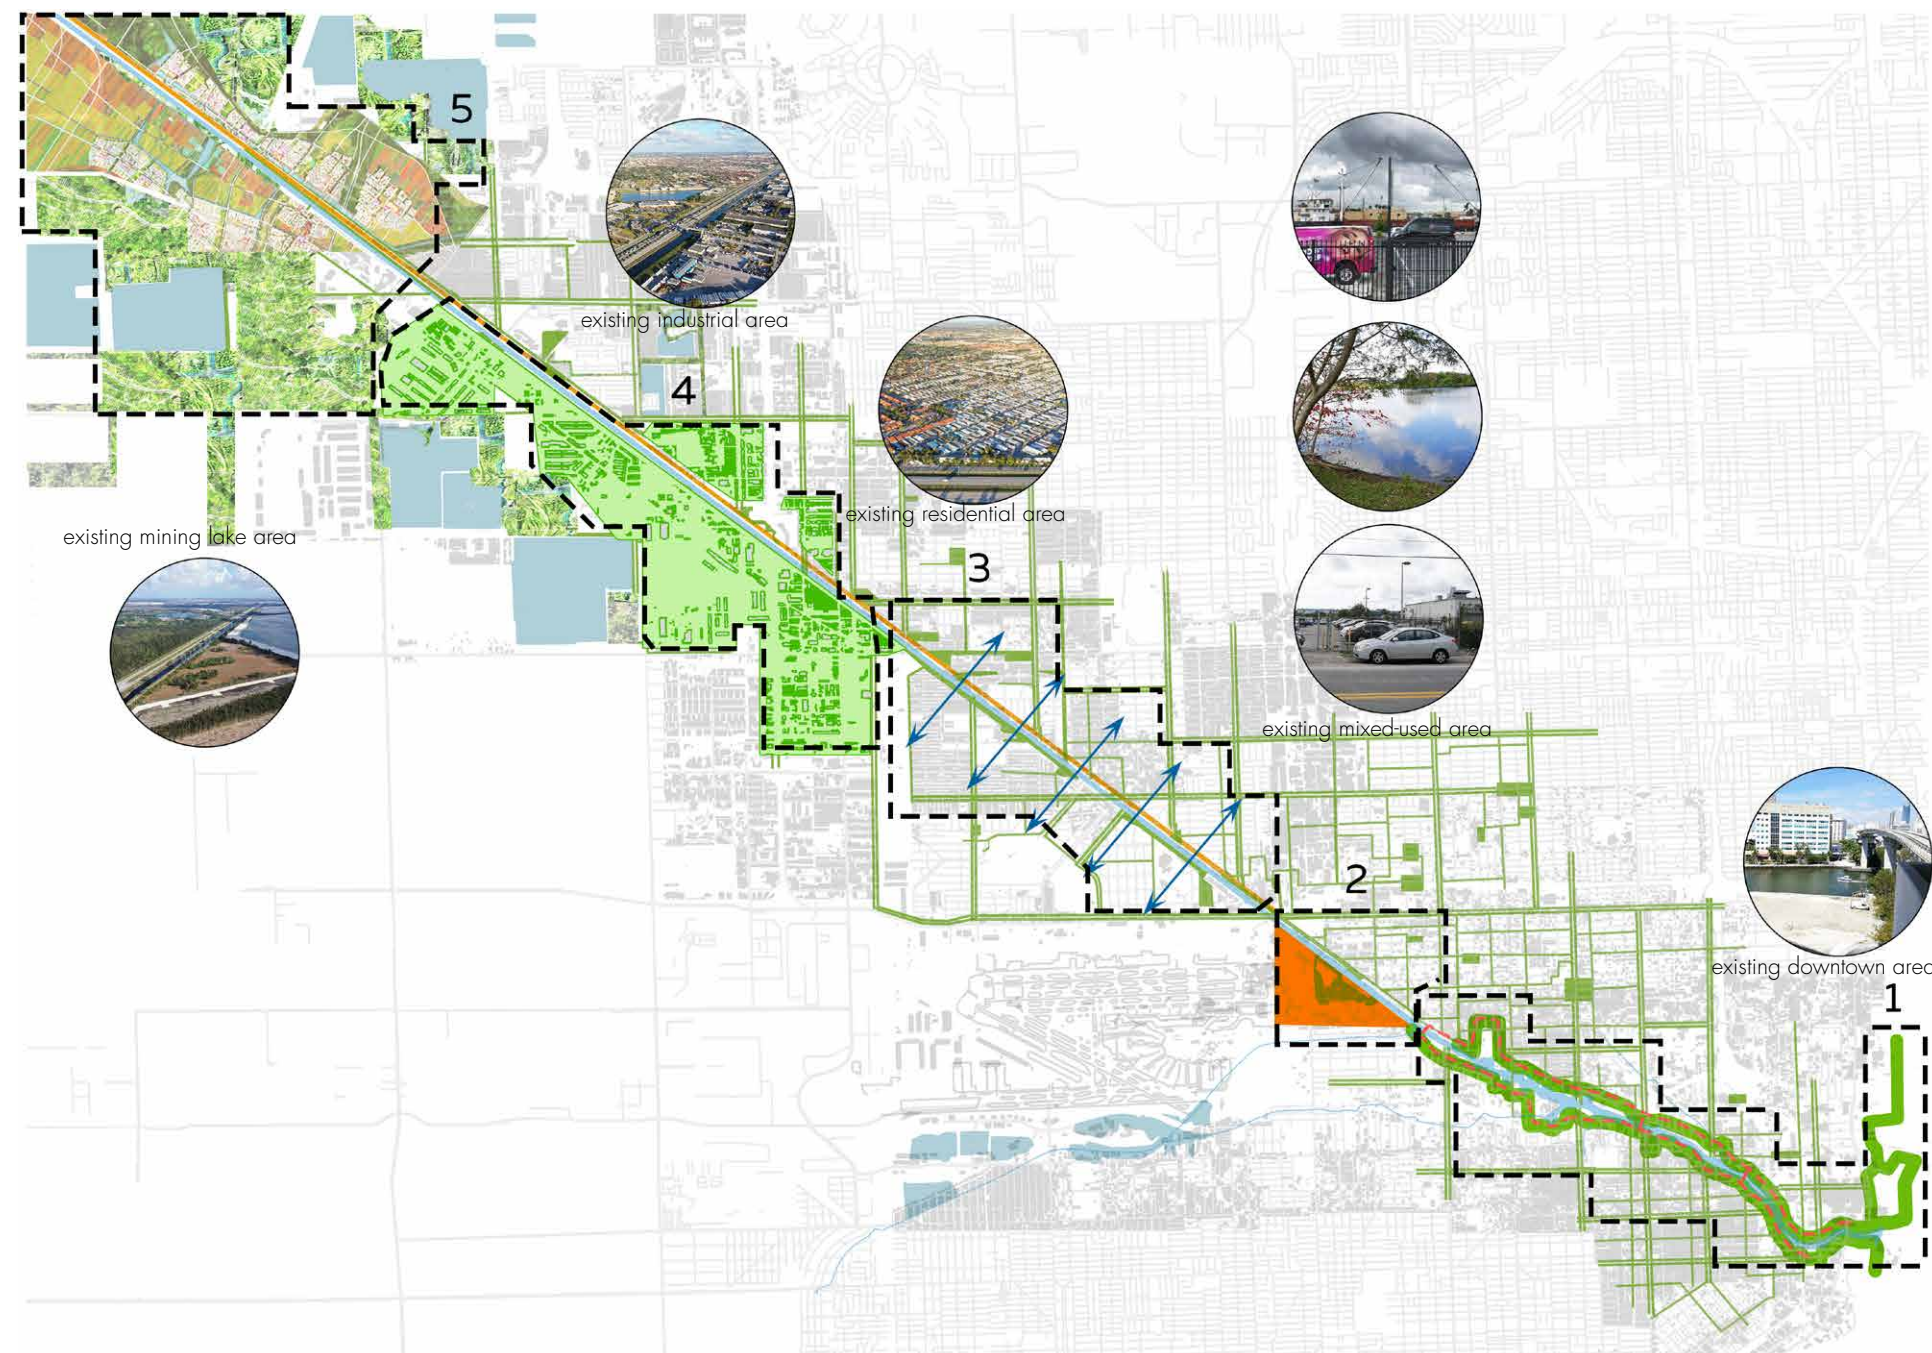 5
existing industrial area
4
existing residential area
existing mining lake area
3
existing mixed-used area
2
existing downtown area
1